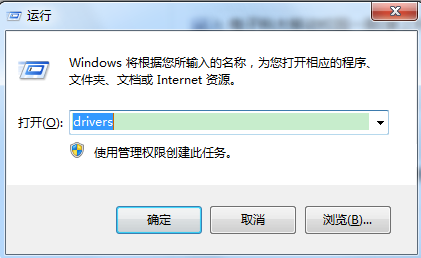 运行
Windows 将根据您所输入的名称，为您打开相应的程序、
文件夹、文档或 Internet 资源。
打开(O): drivers
使用管理权限创建此任务。
确定 取消 浏览(B)...